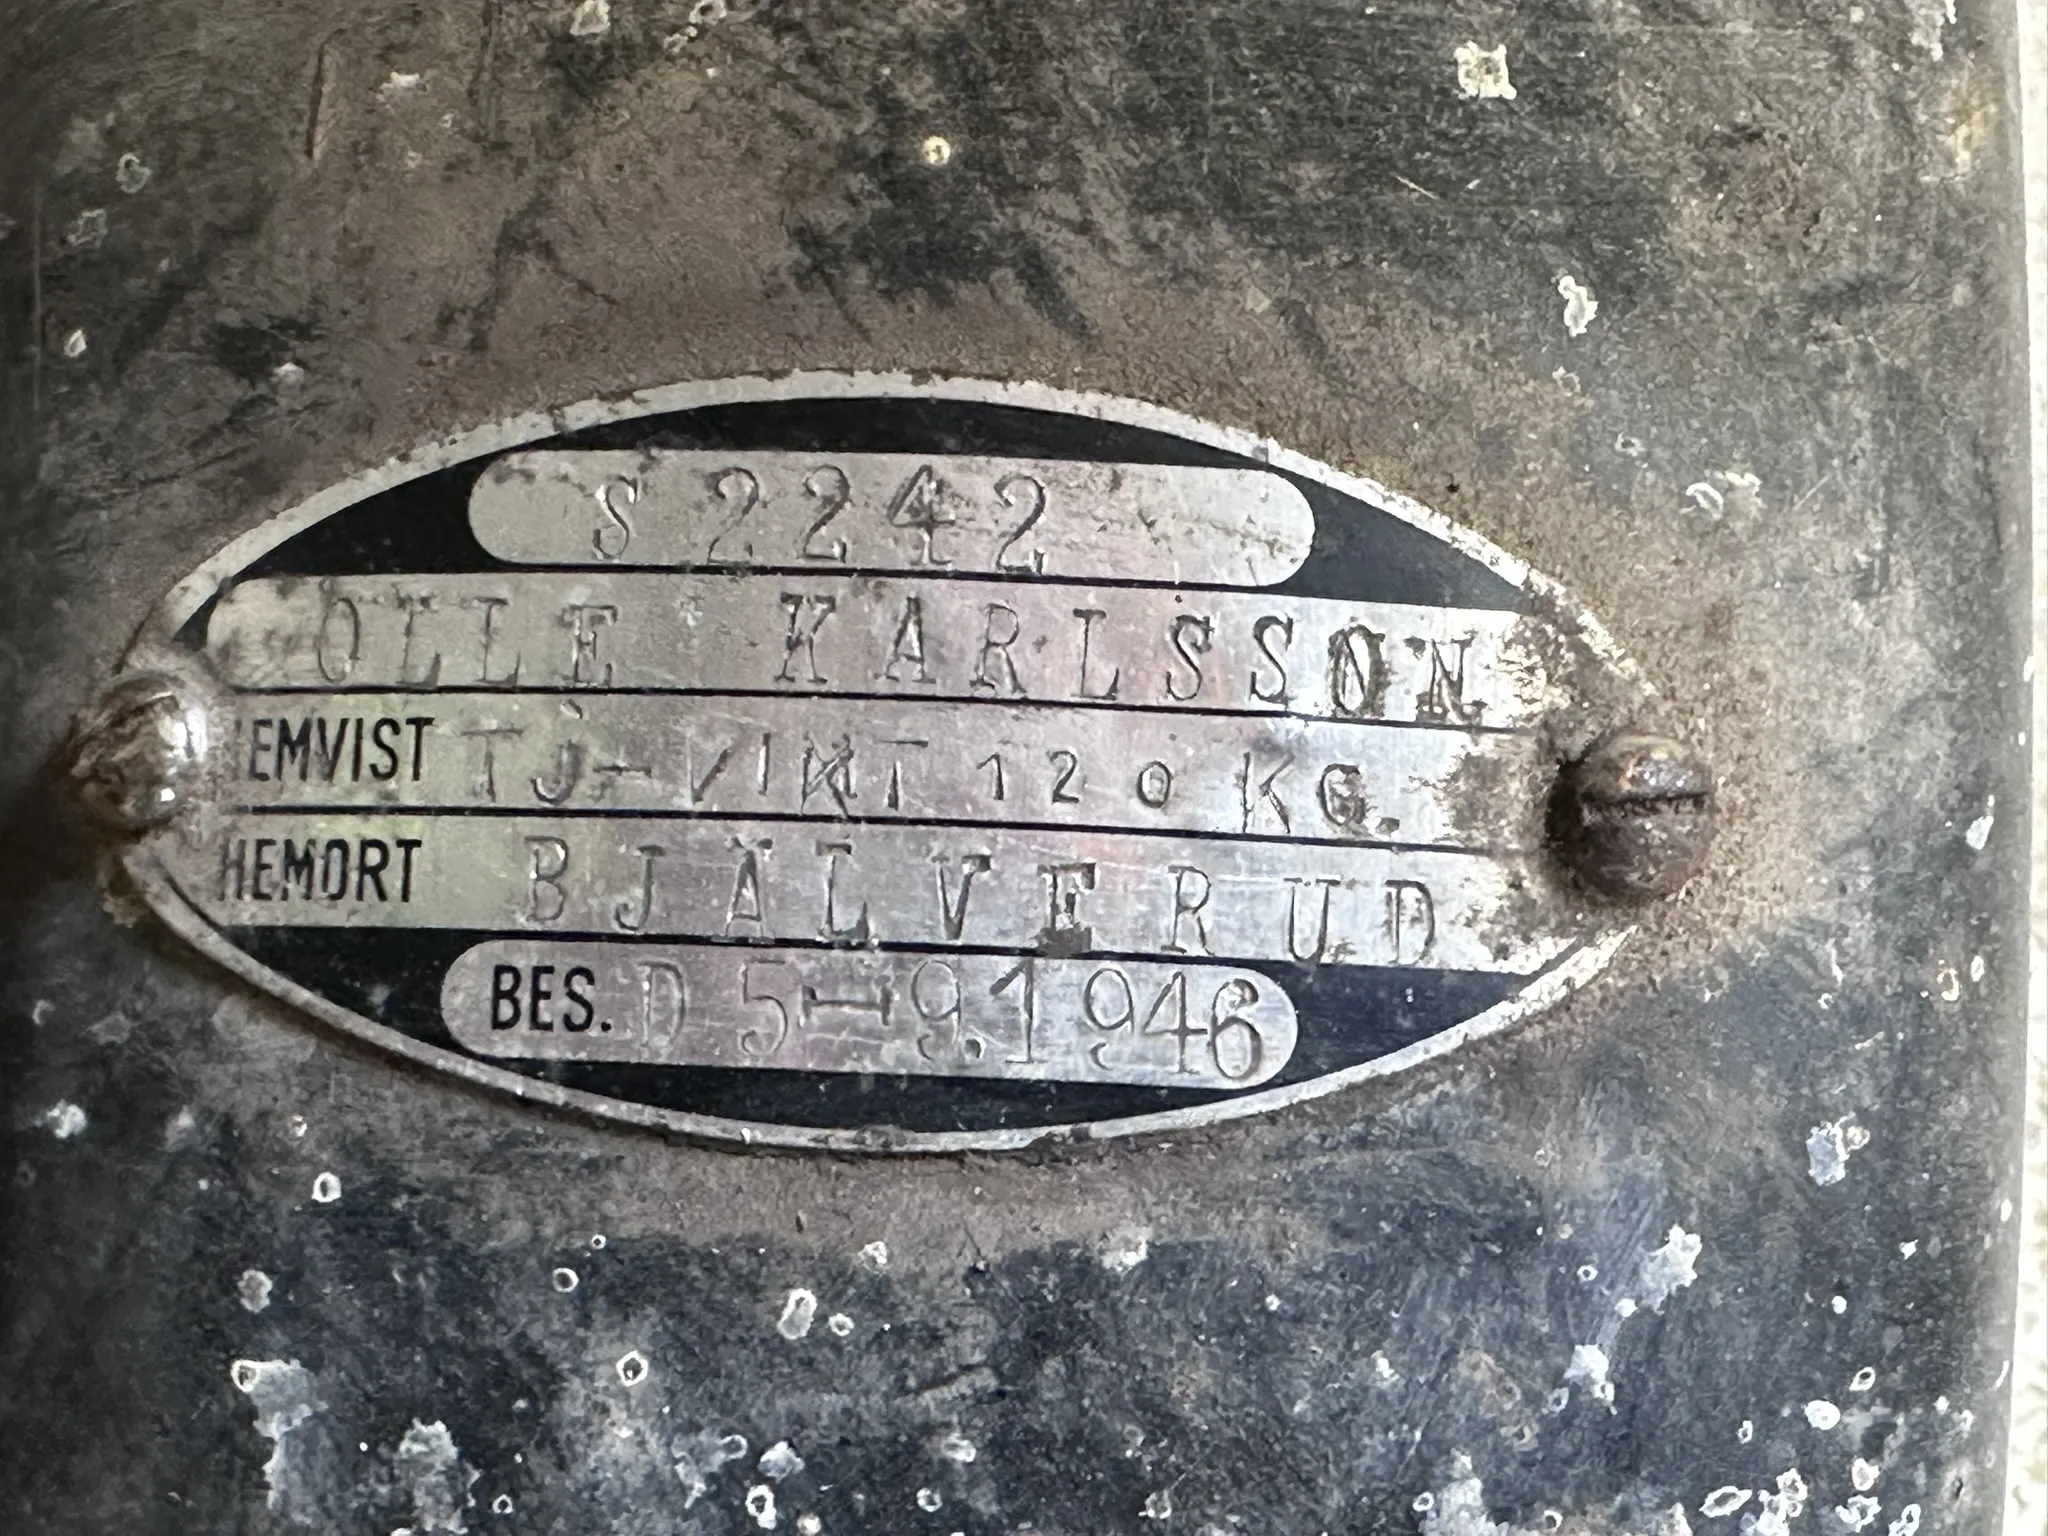 S 2242
OLLE KARLSSON
HEMVIST TJ-VIKT 120 KG.
HEMORT BJÄLVERUD
BES. D 5-9.1946